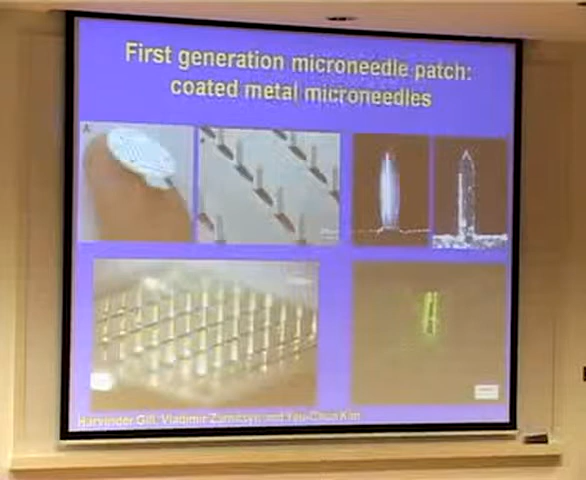 First generation microneedle patch:
coated metal microneedles
A
Harvinder Gill, Vladimir Zarnitsyn and Yeu-Chun Kim